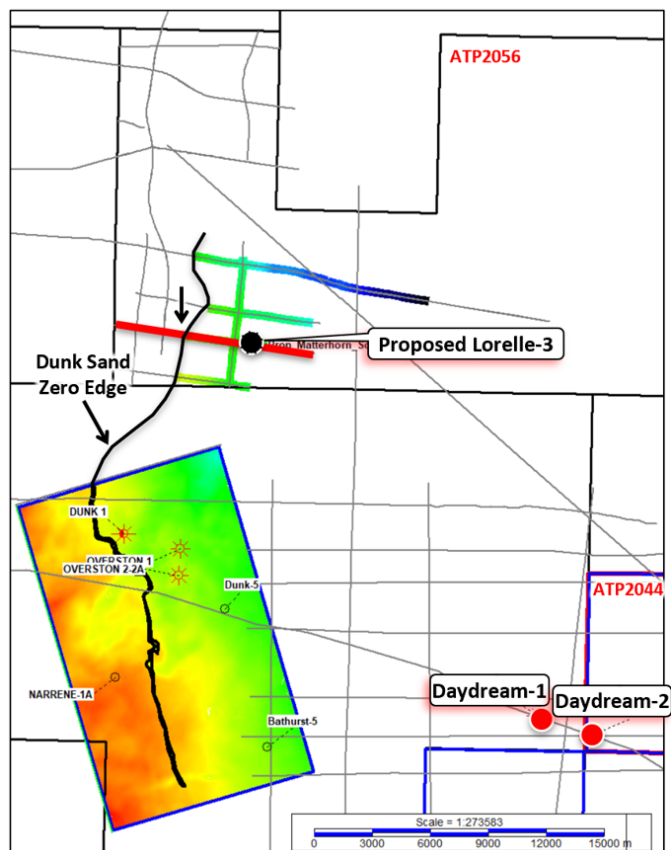 ATP2056
Proposed Lorelle-3
Prop_Matterhorn_S
Dunk Sand
Zero Edge
DUNK 1
OVERSTON 1
OVERSTON 2-2A
Dunk-5
ATP2044
NARRENE-1A
Daydream-1
Daydream-2
Bathurst-5
Scale = 1:273583
0 3000 6000 9000 12000 15000 m